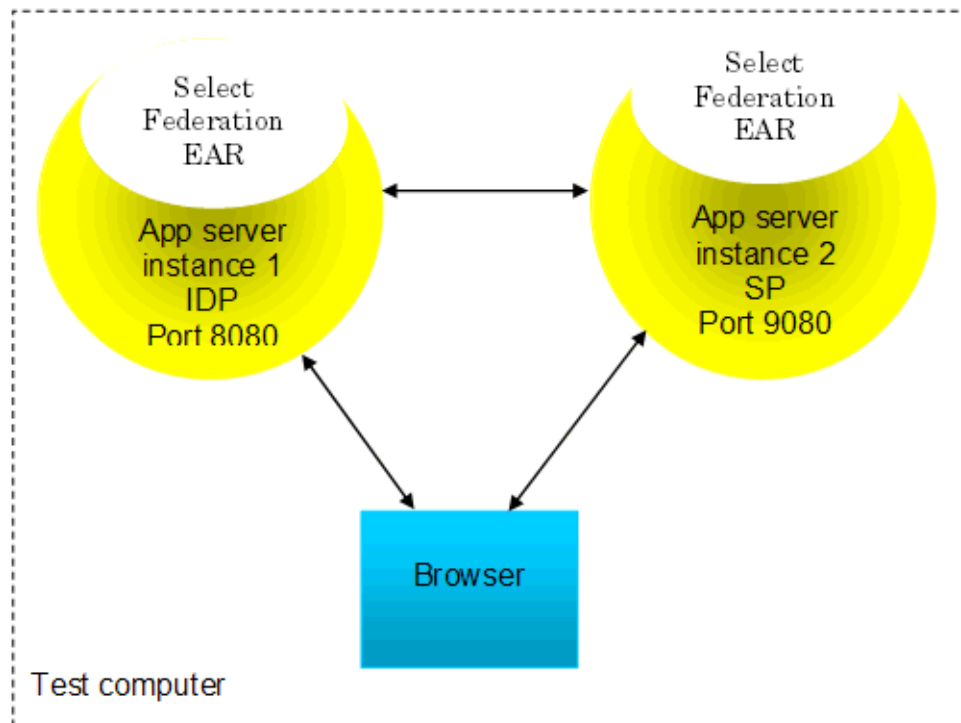 Select
Federation
EAR
App server
instance 1
IDP
Port 8080
Select
Federation
EAR
App server
instance 2
SP
Port 9080
Browser
Test computer